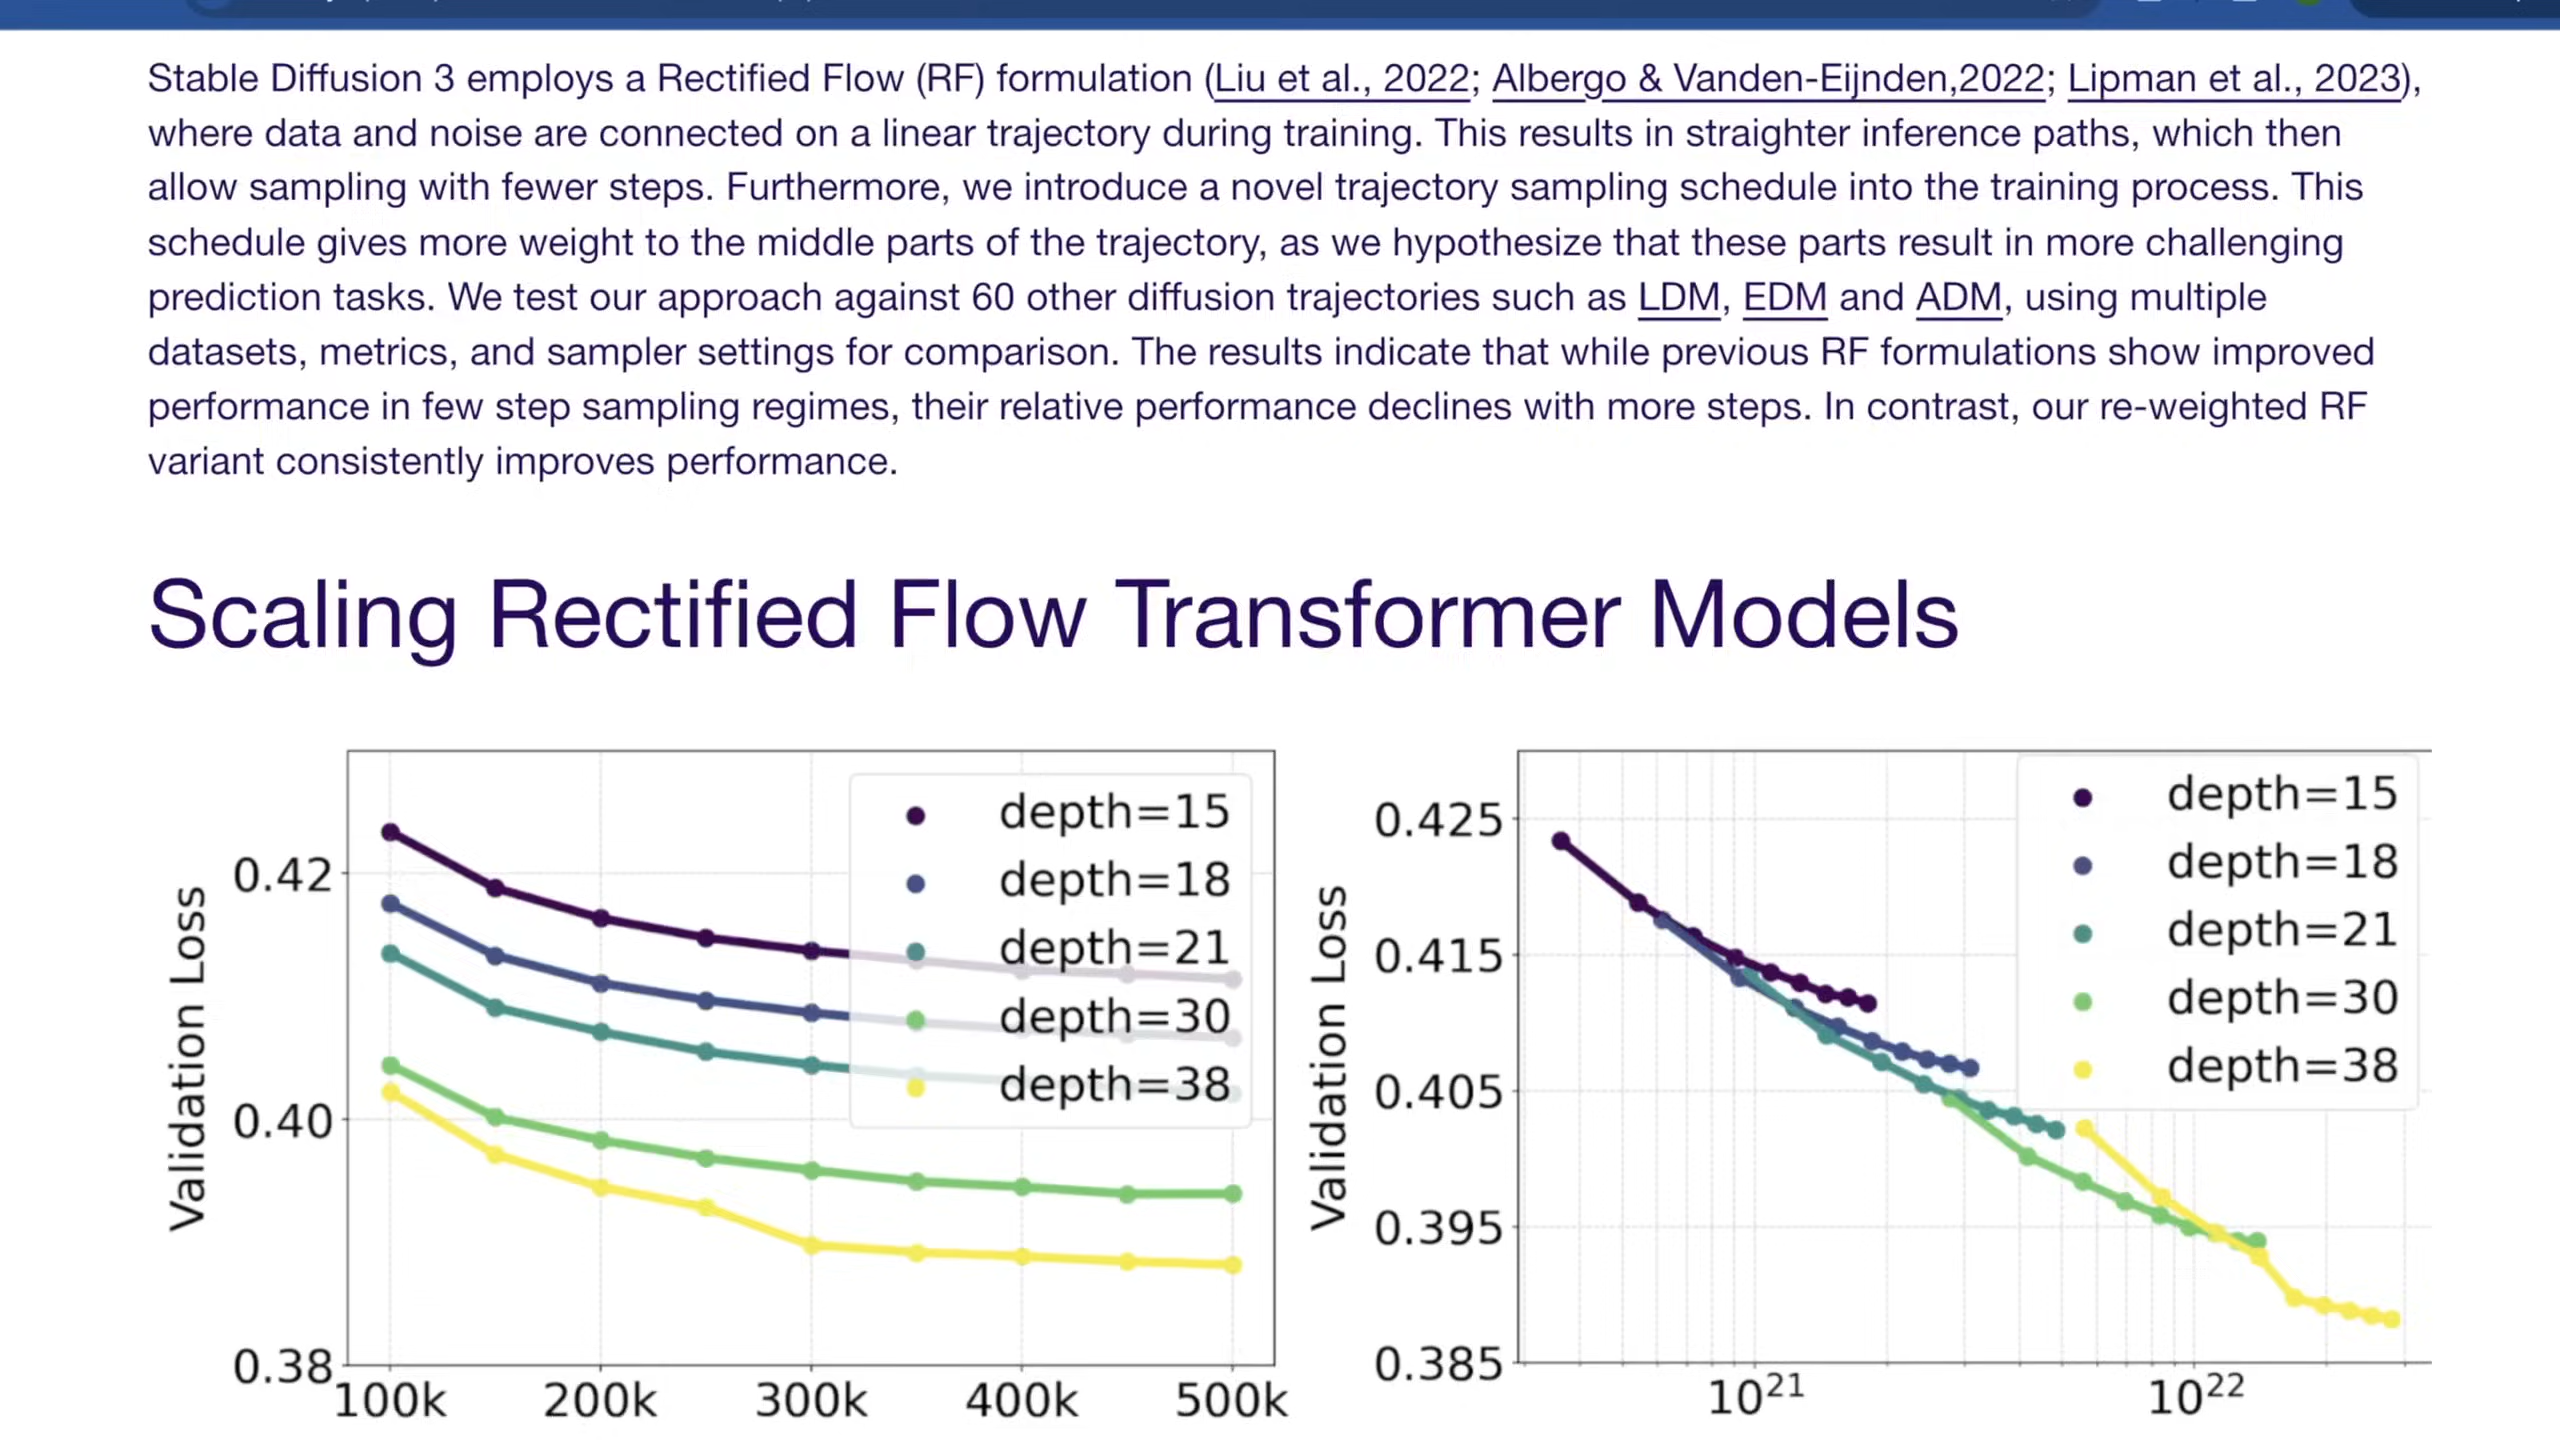 Stable Diffusion 3 employs a Rectified Flow (RF) formulation (Liu et al., 2022; Albergo & Vanden-Eijnden,2022; Lipman et al., 2023),
where data and noise are connected on a linear trajectory during training. This results in straighter inference paths, which then
allow sampling with fewer steps. Furthermore, we introduce a novel trajectory sampling schedule into the training process. This
schedule gives more weight to the middle parts of the trajectory, as we hypothesize that these parts result in more challenging
prediction tasks. We test our approach against 60 other diffusion trajectories such as LDM, EDM and ADM, using multiple
datasets, metrics, and sampler settings for comparison. The results indicate that while previous RF formulations show improved
performance in few step sampling regimes, their relative performance declines with more steps. In contrast, our re-weighted RF
variant consistently improves performance.
Scaling Rectified Flow Transformer Models
Validation Loss
0.42
0.40
0.38
100k 200k 300k 400k 500k
depth=15
depth=18
depth=21
depth=30
depth=38
Validation Loss
0.425
0.415
0.405
0.395
0.385
10²¹ 10²²
depth=15
depth=18
depth=21
depth=30
depth=38